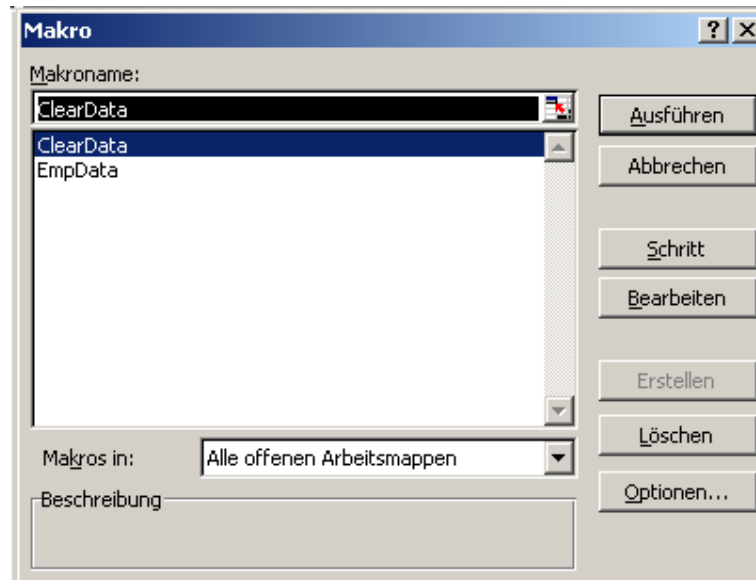 Makro
Makroname:
ClearData
ClearData
EmpData
Ausführen
Abbrechen
Schritt
Bearbeiten
Erstellen
Löschen
Optionen...
Makros in:
Alle offenen Arbeitsmappen
Beschreibung